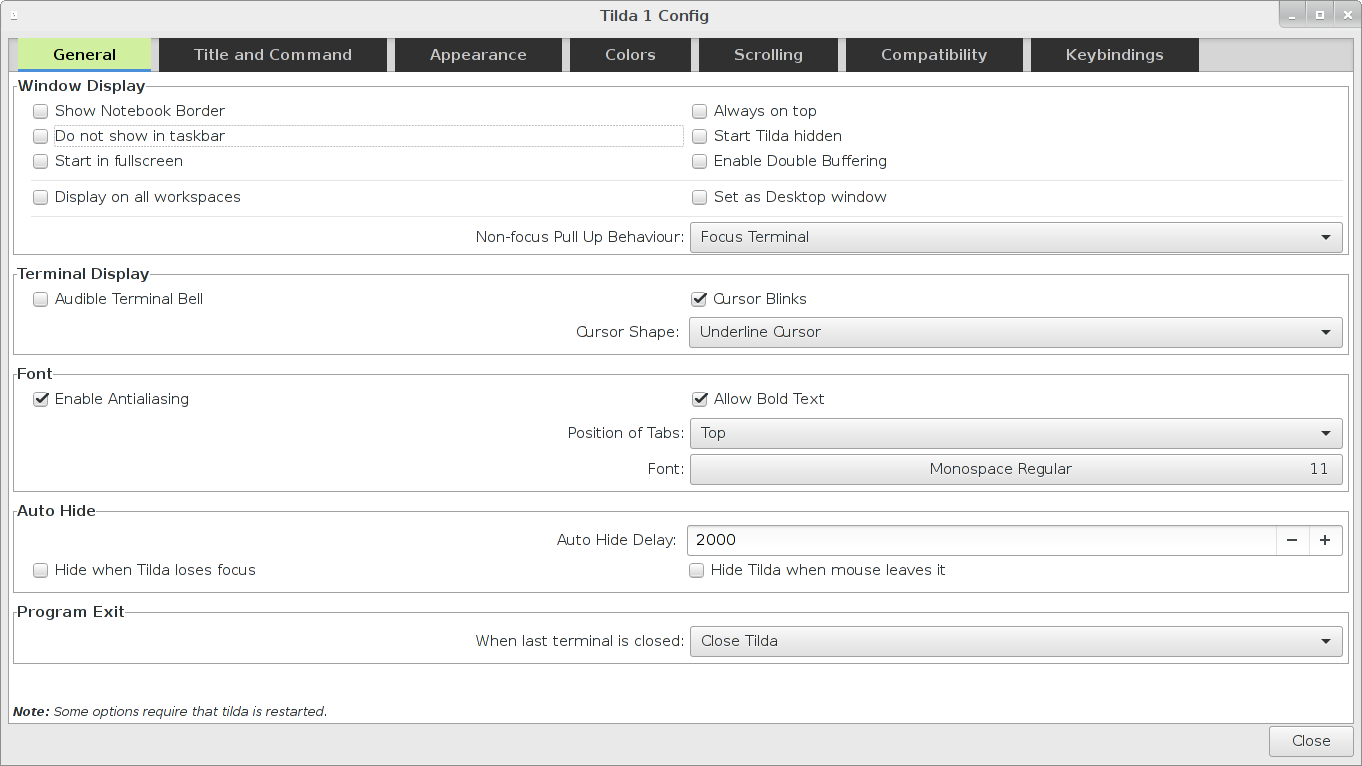 Tilda 1 Config
General Title and Command Appearance Colors Scrolling Compatibility Keybindings
Window Display
Show Notebook Border Always on top
Do not show in taskbar Start Tilda hidden
Start in fullscreen Enable Double Buffering
Display on all workspaces Set as Desktop window
Non-focus Pull Up Behaviour: Focus Terminal
Terminal Display
Audible Terminal Bell Cursor Blinks
Cursor Shape: Underline Cursor
Font
Enable Antialiasing Allow Bold Text
Position of Tabs: Top
Font: Monospace Regular 11
Auto Hide
Auto Hide Delay: 2000 − +
Hide when Tilda loses focus Hide Tilda when mouse leaves it
Program Exit
When last terminal is closed: Close Tilda
Note: Some options require that tilda is restarted.
Close